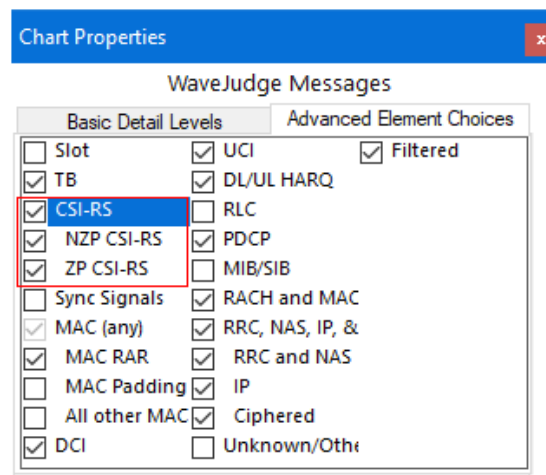 Chart Properties
x
WaveJudge Messages
Basic Detail Levels
Advanced Element Choices
Slot
TB
CSI-RS
NZP CSI-RS
ZP CSI-RS
Sync Signals
MAC (any)
MAC RAR
MAC Padding
All other MAC
DCI
UCI
DL/UL HARQ
RLC
PDCP
MIB/SIB
RACH and MAC
RRC, NAS, IP, &
RRC and NAS
IP
Ciphered
Unknown/Othe
Filtered